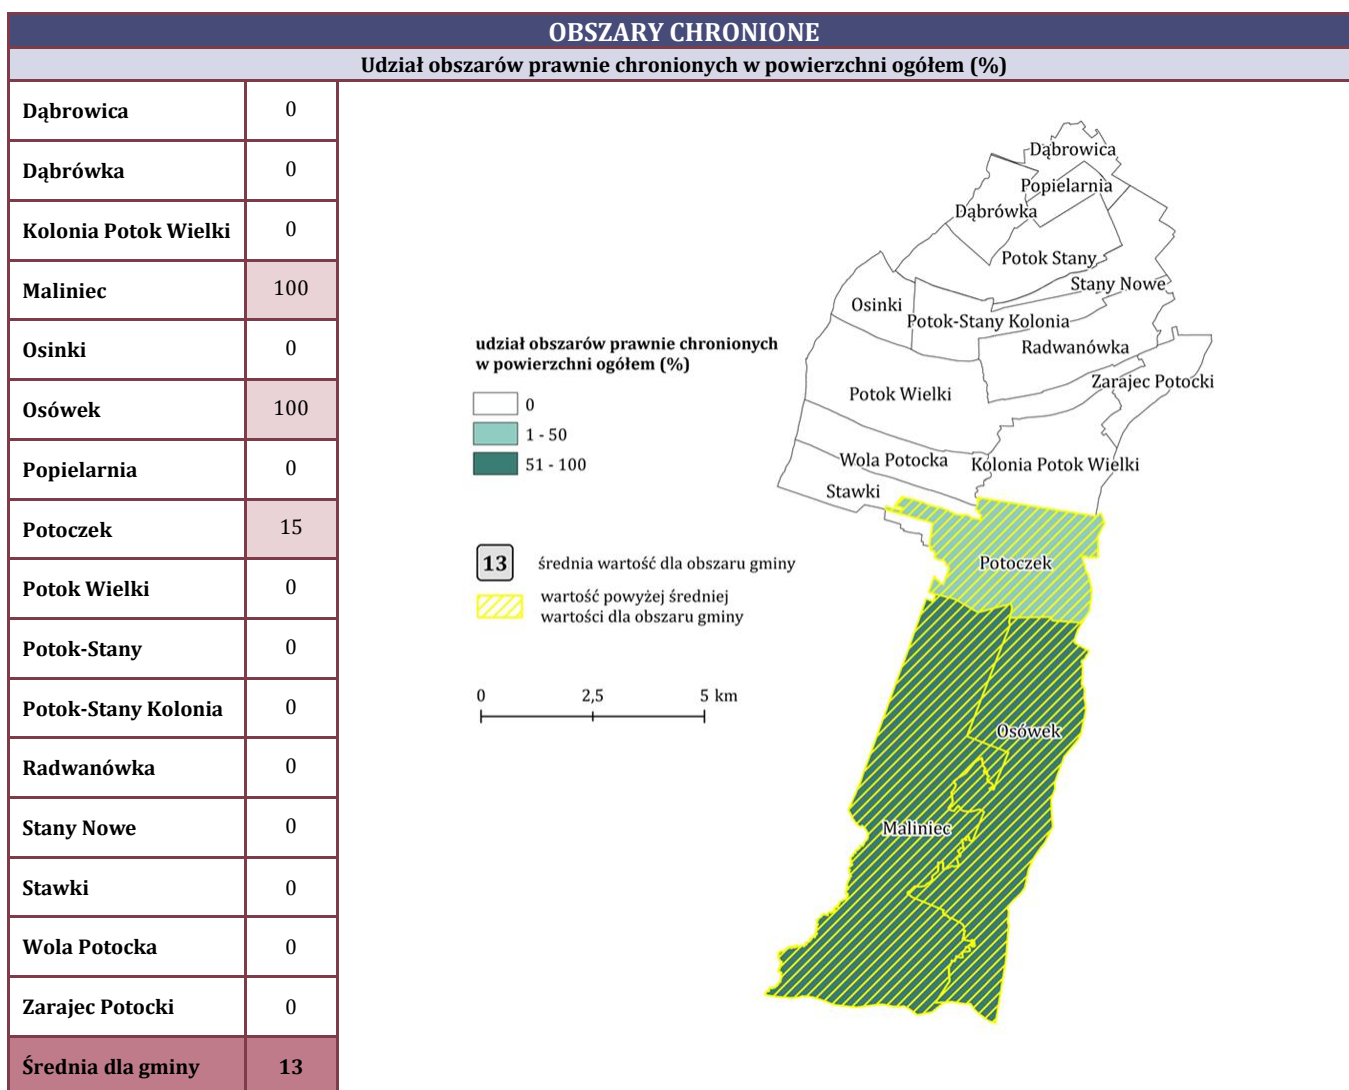 OBSZARY CHRONIONE
Udział obszarów prawnie chronionych w powierzchni ogółem (%)
Dąbrowica 0
Dąbrówka 0
Kolonia Potok Wielki 0
Maliniec 100
Osinki 0
Osówek 100
Popielarnia 0
Potoczek 15
Potok Wielki 0
Potok-Stany 0
Potok-Stany Kolonia 0
Radwanówka 0
Stany Nowe 0
Stawki 0
Wola Potocka 0
Zarajec Potocki 0
Średnia dla gminy 13
udział obszarów prawnie chronionych
w powierzchni ogółem (%)
0
1 - 50
51 - 100
13 średnia wartość dla obszaru gminy
wartość powyżej średniej
wartości dla obszaru gminy
0 2,5 5 km
Dąbrowica
Popielarnia
Dąbrówka
Potok Stany
Stany Nowe
Osinki
Potok-Stany Kolonia
Radwanówka
Zarajec Potocki
Potok Wielki
Wola Potocka
Kolonia Potok Wielki
Stawki
Potoczek
Osówek
Maliniec